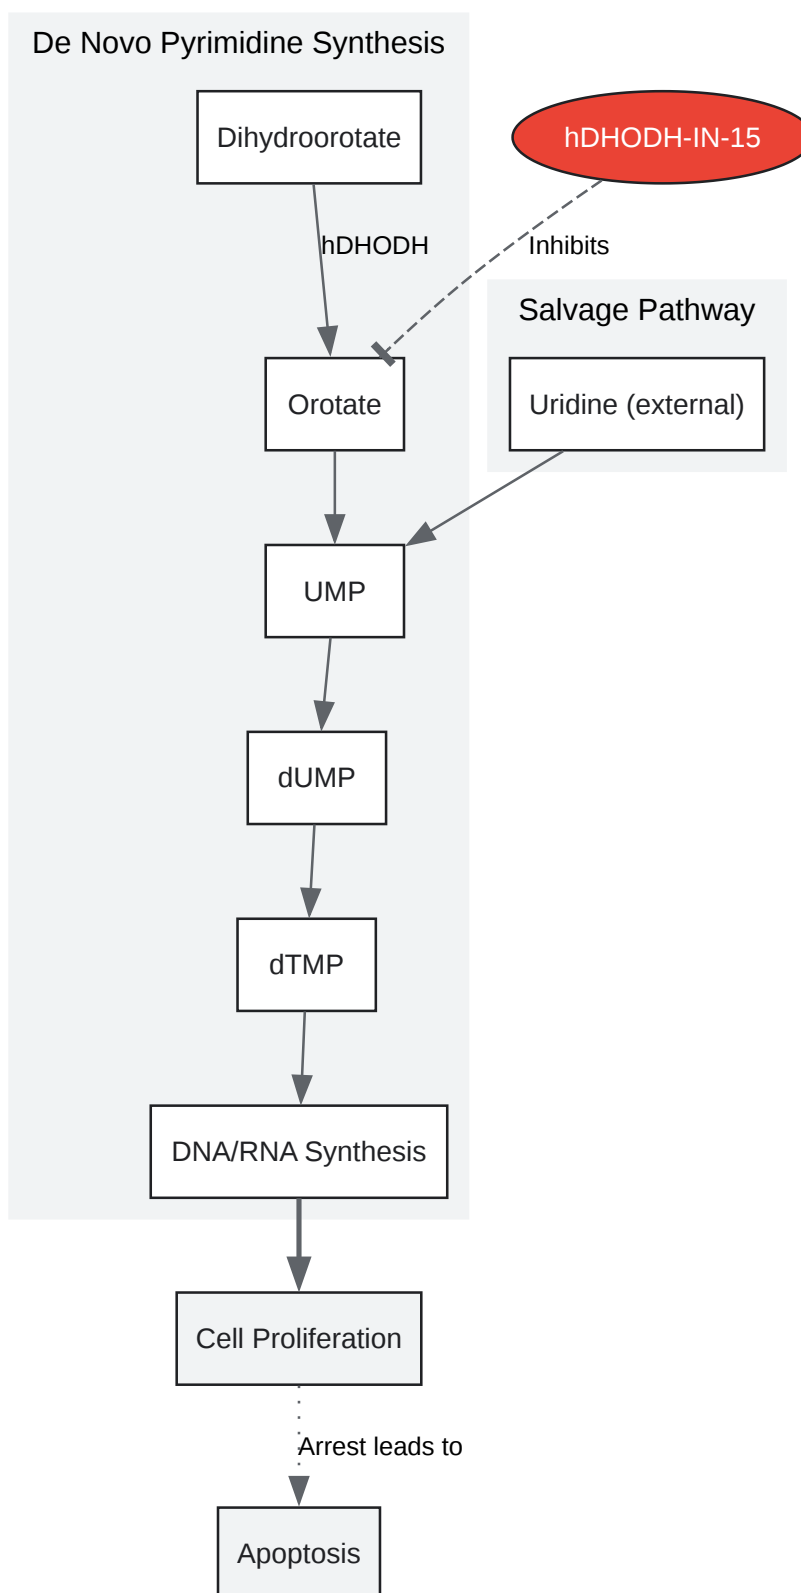 De Novo Pyrimidine Synthesis
Dihydroorotate
hDHODH-IN-15
hDHODH
Inhibits
Salvage Pathway
Orotate
Uridine (external)
UMP
dUMP
dTMP
DNA/RNA Synthesis
Cell Proliferation
Arrest leads to
Apoptosis